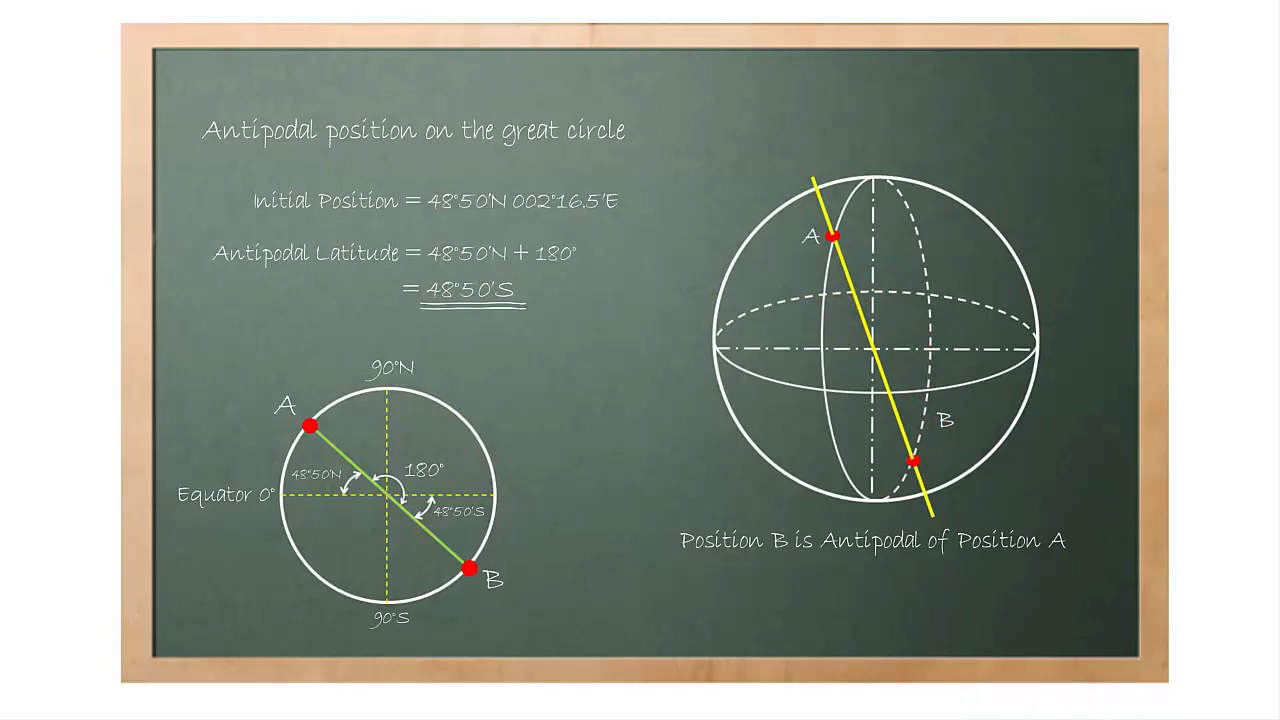 Antipodal position on the great circle
Initial Position = 48°50'N 002°16.5'E
Antipodal Latitude = 48°50'N + 180°
= 48°50'S
90°N
A
48°50'N
180°
Equator 0°
48°50'S
B
90°S
A
B
Position B is Antipodal of Position A